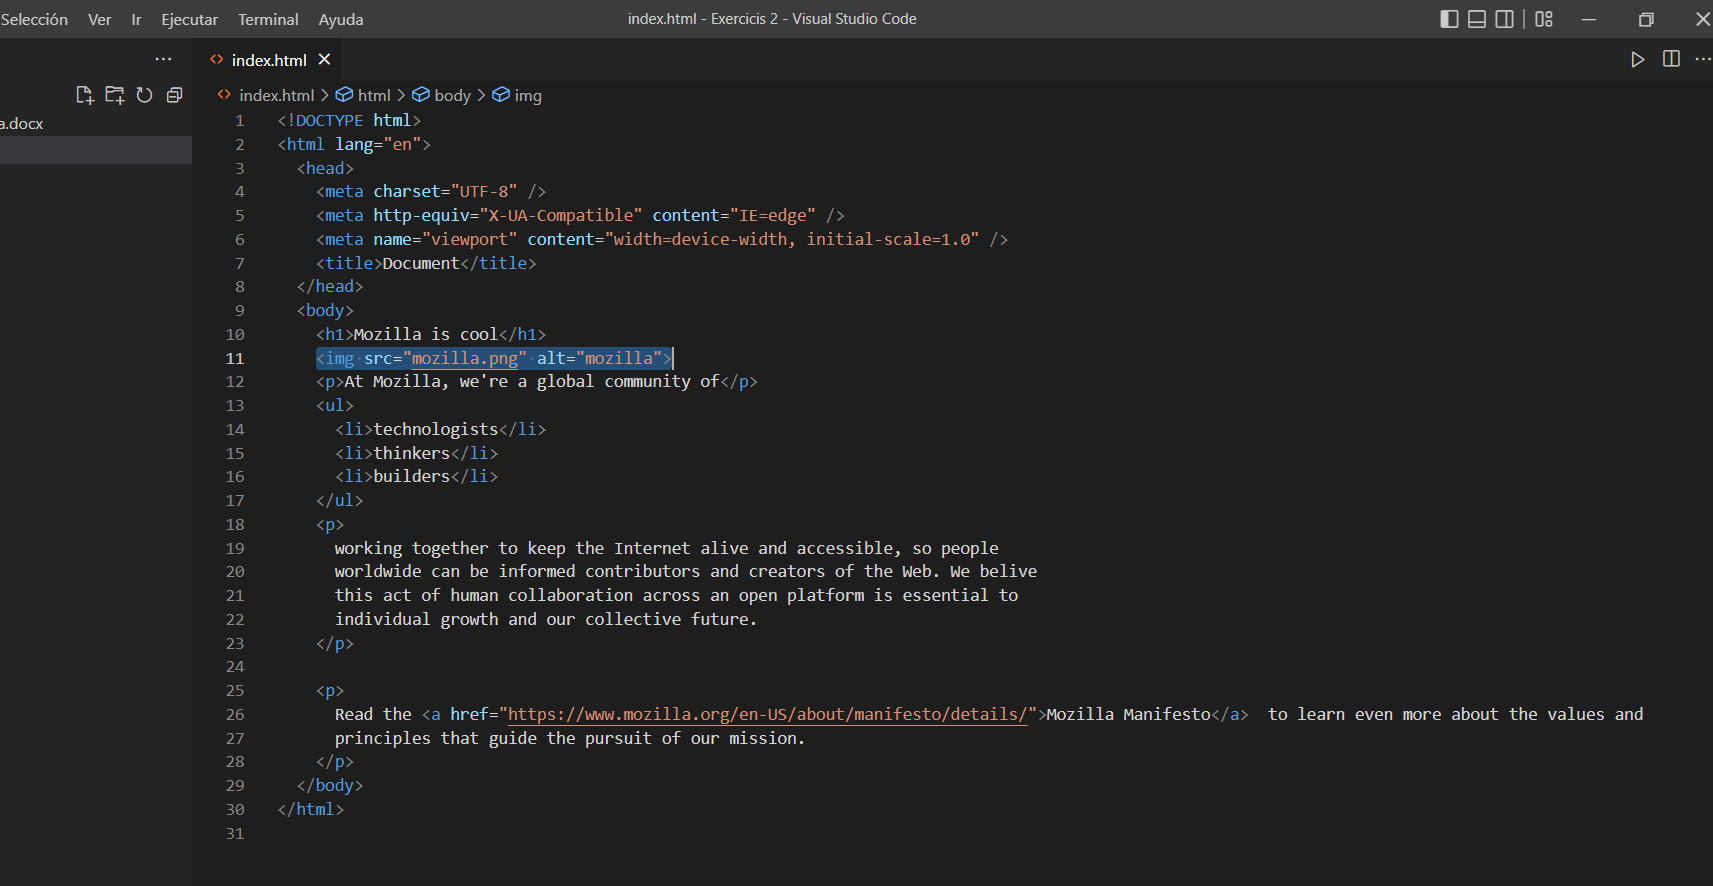 Selección Ver Ir Ejecutar Terminal Ayuda index.html - Exercicis 2 - Visual Studio Code
index.html
a.docx
index.html > html > body > img
1 <!DOCTYPE html>
2 <html lang="en">
3 <head>
4 <meta charset="UTF-8" />
5 <meta http-equiv="X-UA-Compatible" content="IE=edge" />
6 <meta name="viewport" content="width=device-width, initial-scale=1.0" />
7 <title>Document</title>
8 </head>
9 <body>
10 <h1>Mozilla is cool</h1>
11 <img src="mozilla.png" alt="mozilla">
12 <p>At Mozilla, we're a global community of</p>
13 <ul>
14 <li>technologists</li>
15 <li>thinkers</li>
16 <li>builders</li>
17 </ul>
18 <p>
19 working together to keep the Internet alive and accessible, so people
20 worldwide can be informed contributors and creators of the Web. We belive
21 this act of human collaboration across an open platform is essential to
22 individual growth and our collective future.
23 </p>
24
25 <p>
26 Read the <a href="https://www.mozilla.org/en-US/about/manifesto/details/">Mozilla Manifesto</a>  to learn even more about the values and
27 principles that guide the pursuit of our mission.
28 </p>
29 </body>
30 </html>
31